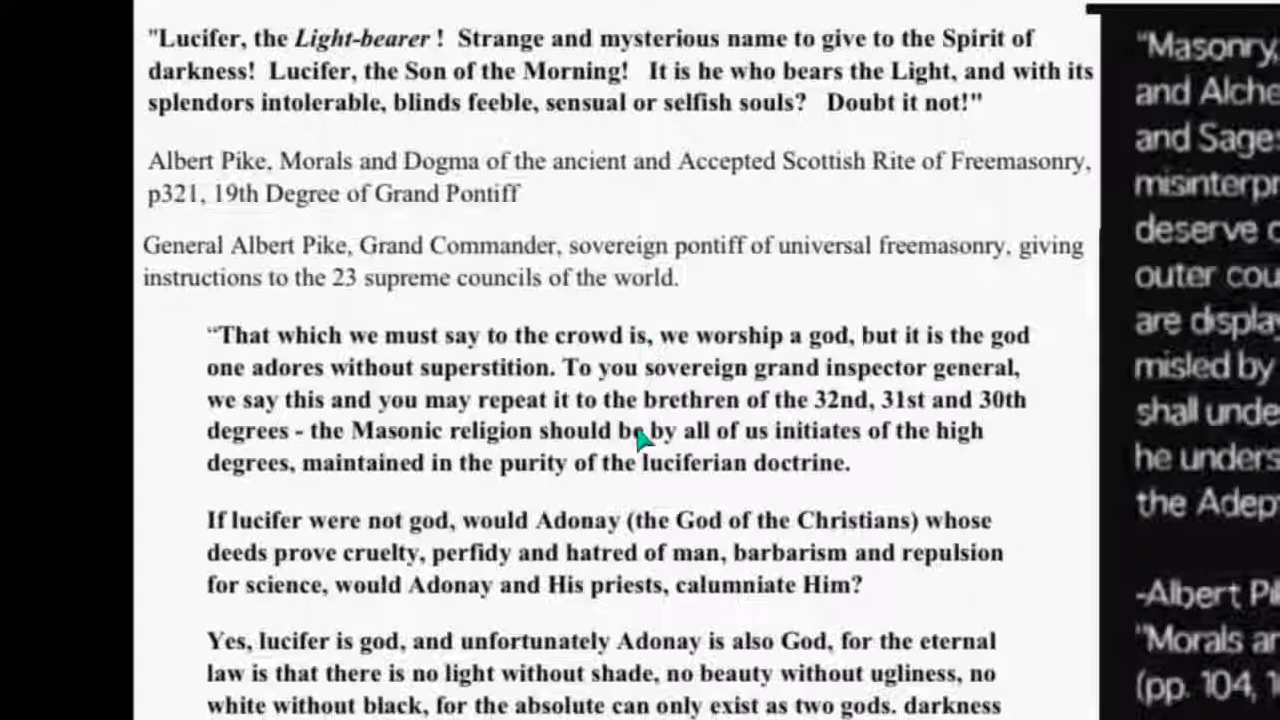 "Lucifer, the Light-bearer ! Strange and mysterious name to give to the Spirit of
darkness! Lucifer, the Son of the Morning! It is he who bears the Light, and with its
splendors intolerable, blinds feeble, sensual or selfish souls? Doubt it not!"
Albert Pike, Morals and Dogma of the ancient and Accepted Scottish Rite of Freemasonry,
p321, 19th Degree of Grand Pontiff
General Albert Pike, Grand Commander, sovereign pontiff of universal freemasonry, giving
instructions to the 23 supreme councils of the world.
“That which we must say to the crowd is, we worship a god, but it is the god
one adores without superstition. To you sovereign grand inspector general,
we say this and you may repeat it to the brethren of the 32nd, 31st and 30th
degrees - the Masonic religion should be by all of us initiates of the high
degrees, maintained in the purity of the luciferian doctrine.
If lucifer were not god, would Adonay (the God of the Christians) whose
deeds prove cruelty, perfidy and hatred of man, barbarism and repulsion
for science, would Adonay and His priests, calumniate Him?
Yes, lucifer is god, and unfortunately Adonay is also God, for the eternal
law is that there is no light without shade, no beauty without ugliness, no
white without black, for the absolute can only exist as two gods. darkness
"Masonry,
and Alche
and Sage
misinterpr
deserve
outer cou
are displa
misled by
shall unde
he unders
the Adep
-Albert Pi
"Morals a
(pp. 104,